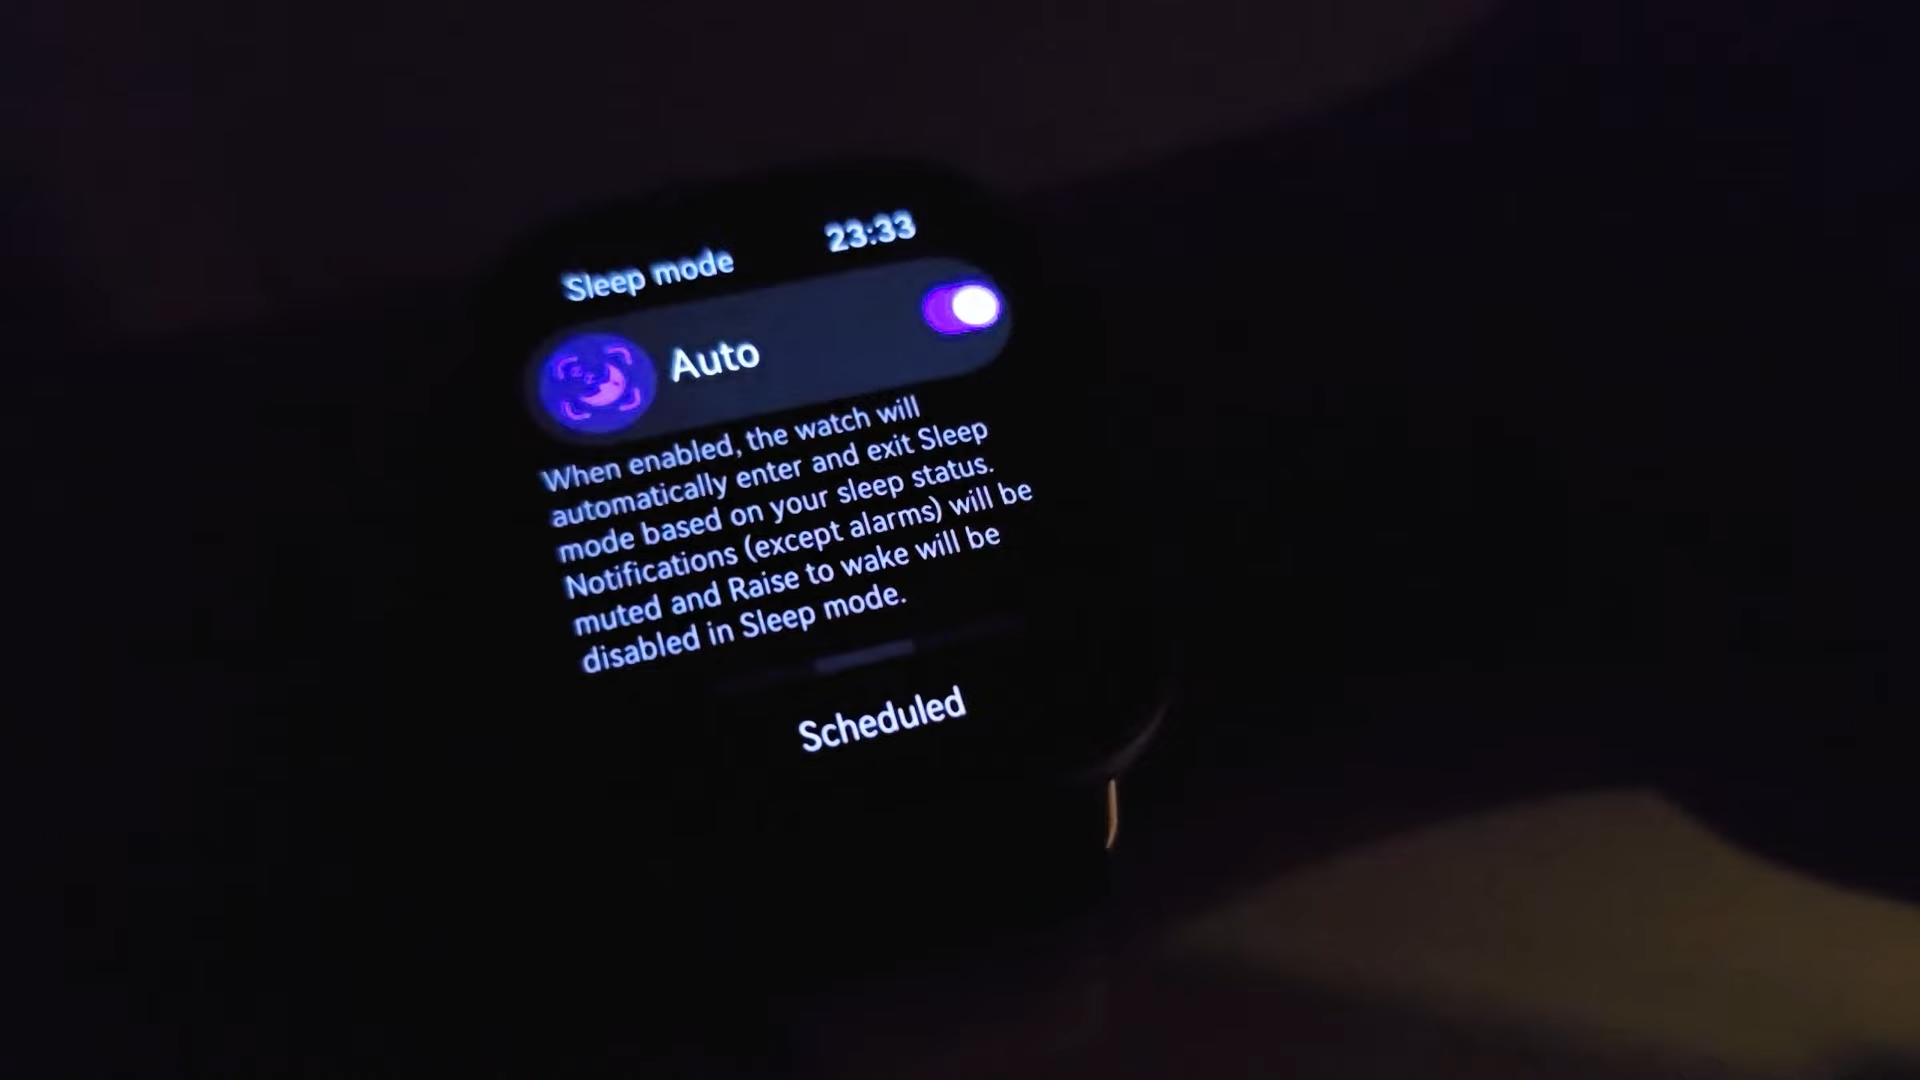 23:33
Sleep mode
Auto
When enabled, the watch will
automatically enter and exit Sleep
mode based on your sleep status.
Notifications (except alarms) will be
muted and Raise to wake will be
disabled in Sleep mode.
Scheduled